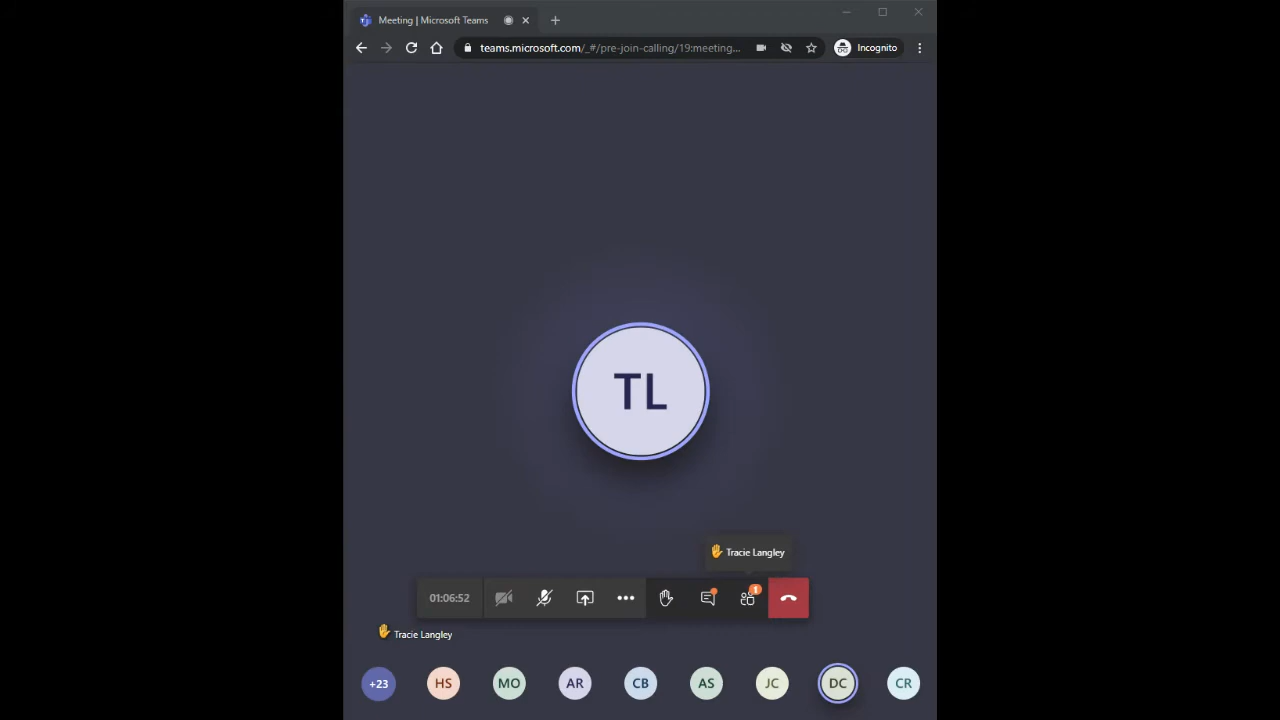 Meeting | Microsoft Teams
teams.microsoft.com/_#/pre-join-calling/19:meeting...
Incognito
TL
Tracie Langley
01:06:52
1
Tracie Langley
+23 HS MO AR CB AS JC DC CR